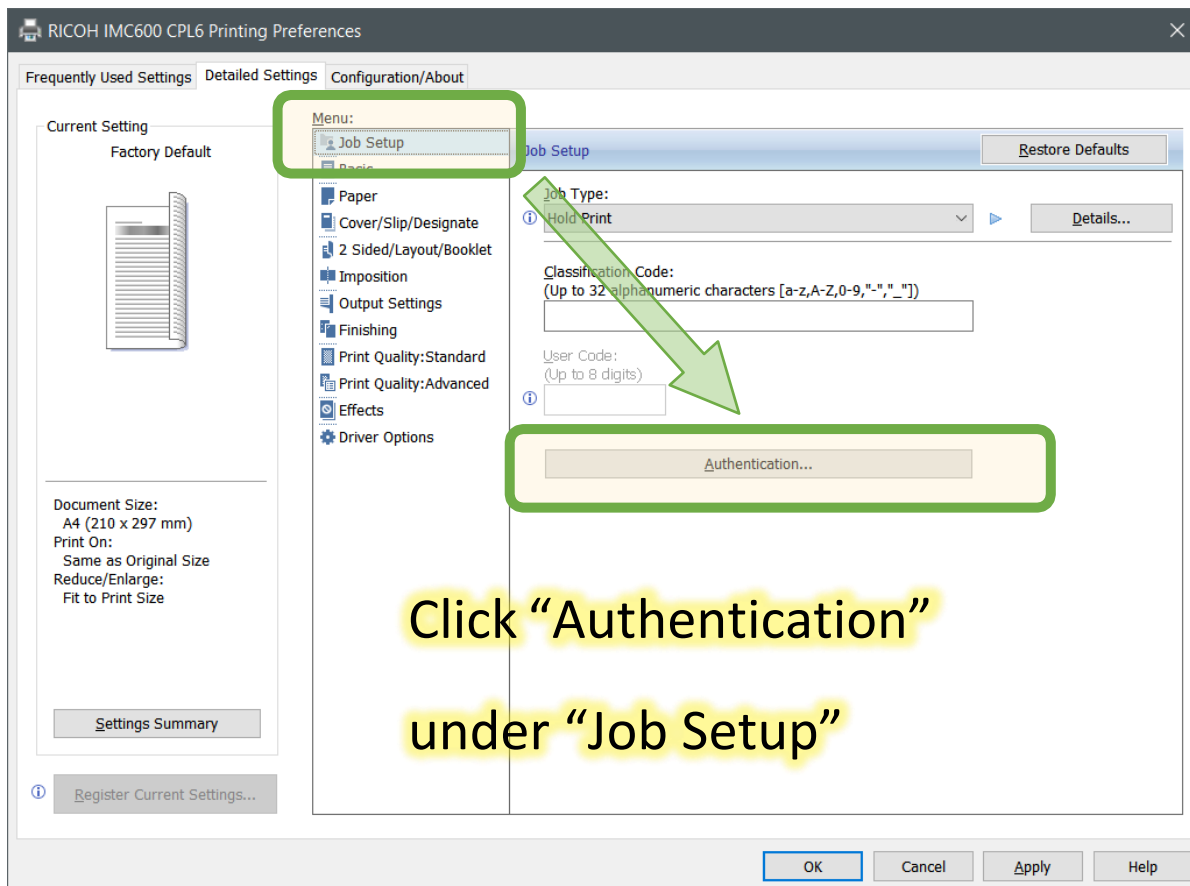 RICOH IMC600 CPL6 Printing Preferences
Frequently Used Settings
Detailed Settings
Configuration/About
Current Setting
Factory Default
Document Size:
A4 (210 x 297 mm)
Print On:
Same as Original Size
Reduce/Enlarge:
Fit to Print Size
Settings Summary
Register Current Settings...
Menu:
Job Setup
Basic
Paper
Cover/Slip/Designate
2 Sided/Layout/Booklet
Imposition
Output Settings
Finishing
Print Quality:Standard
Print Quality:Advanced
Effects
Driver Options
Job Setup
Restore Defaults
Job Type:
Hold Print
Details...
Classification Code:
(Up to 32 alphanumeric characters [a-z,A-Z,0-9,"-","_"])
User Code:
(Up to 8 digits)
Authentication...
Click “Authentication”
under “Job Setup”
OK
Cancel
Apply
Help